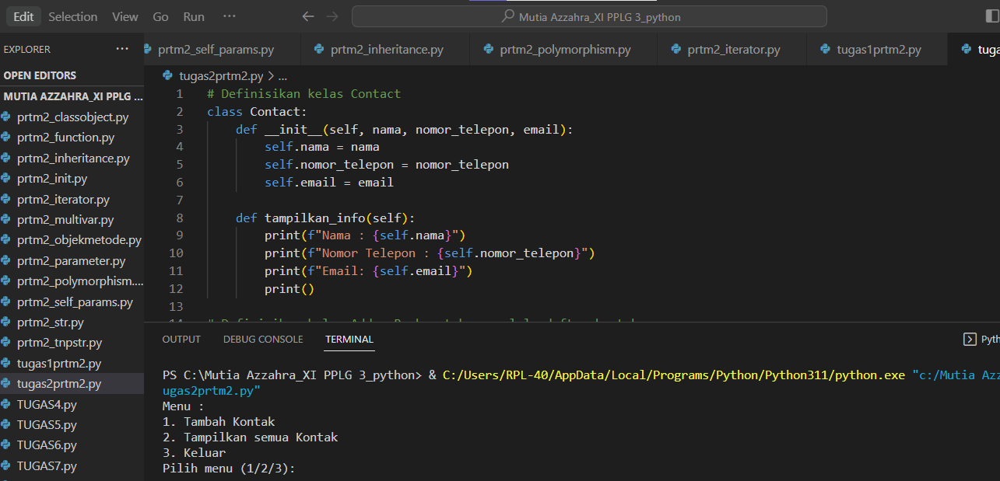 Edit Selection View Go Run ···
Mutia Azzahra_XI PPLG 3_python
EXPLORER ···
OPEN EDITORS
MUTIA AZZAHRA_XI PPLG ...
prtm2_classobject.py
prtm2_function.py
prtm2_inheritance.py
prtm2_init.py
prtm2_iterator.py
prtm2_multivar.py
prtm2_objekmetode.py
prtm2_parameter.py
prtm2_polymorphism....
prtm2_self_params.py
prtm2_str.py
prtm2_tnpstr.py
tugas1prtm2.py
tugas2prtm2.py
TUGAS4.py
TUGAS5.py
TUGAS6.py
TUGAS7.py
prtm2_self_params.py prtm2_inheritance.py prtm2_polymorphism.py prtm2_iterator.py tugas1prtm2.py tuga
tugas2prtm2.py > ...
1 # Definisikan kelas Contact
2 class Contact:
3 def __init__(self, nama, nomor_telepon, email):
4 self.nama = nama
5 self.nomor_telepon = nomor_telepon
6 self.email = email
7
8 def tampilkan_info(self):
9 print(f"Nama : {self.nama}")
10 print(f"Nomor Telepon : {self.nomor_telepon}")
11 print(f"Email: {self.email}")
12 print()
13
OUTPUT DEBUG CONSOLE TERMINAL
Pyth
PS C:\Mutia Azzahra_XI PPLG 3_python> & C:/Users/RPL-40/AppData/Local/Programs/Python/Python311/python.exe "c:/Mutia Azz
ugas2prtm2.py"
Menu :
1. Tambah Kontak
2. Tampilkan semua Kontak
3. Keluar
Pilih menu (1/2/3):